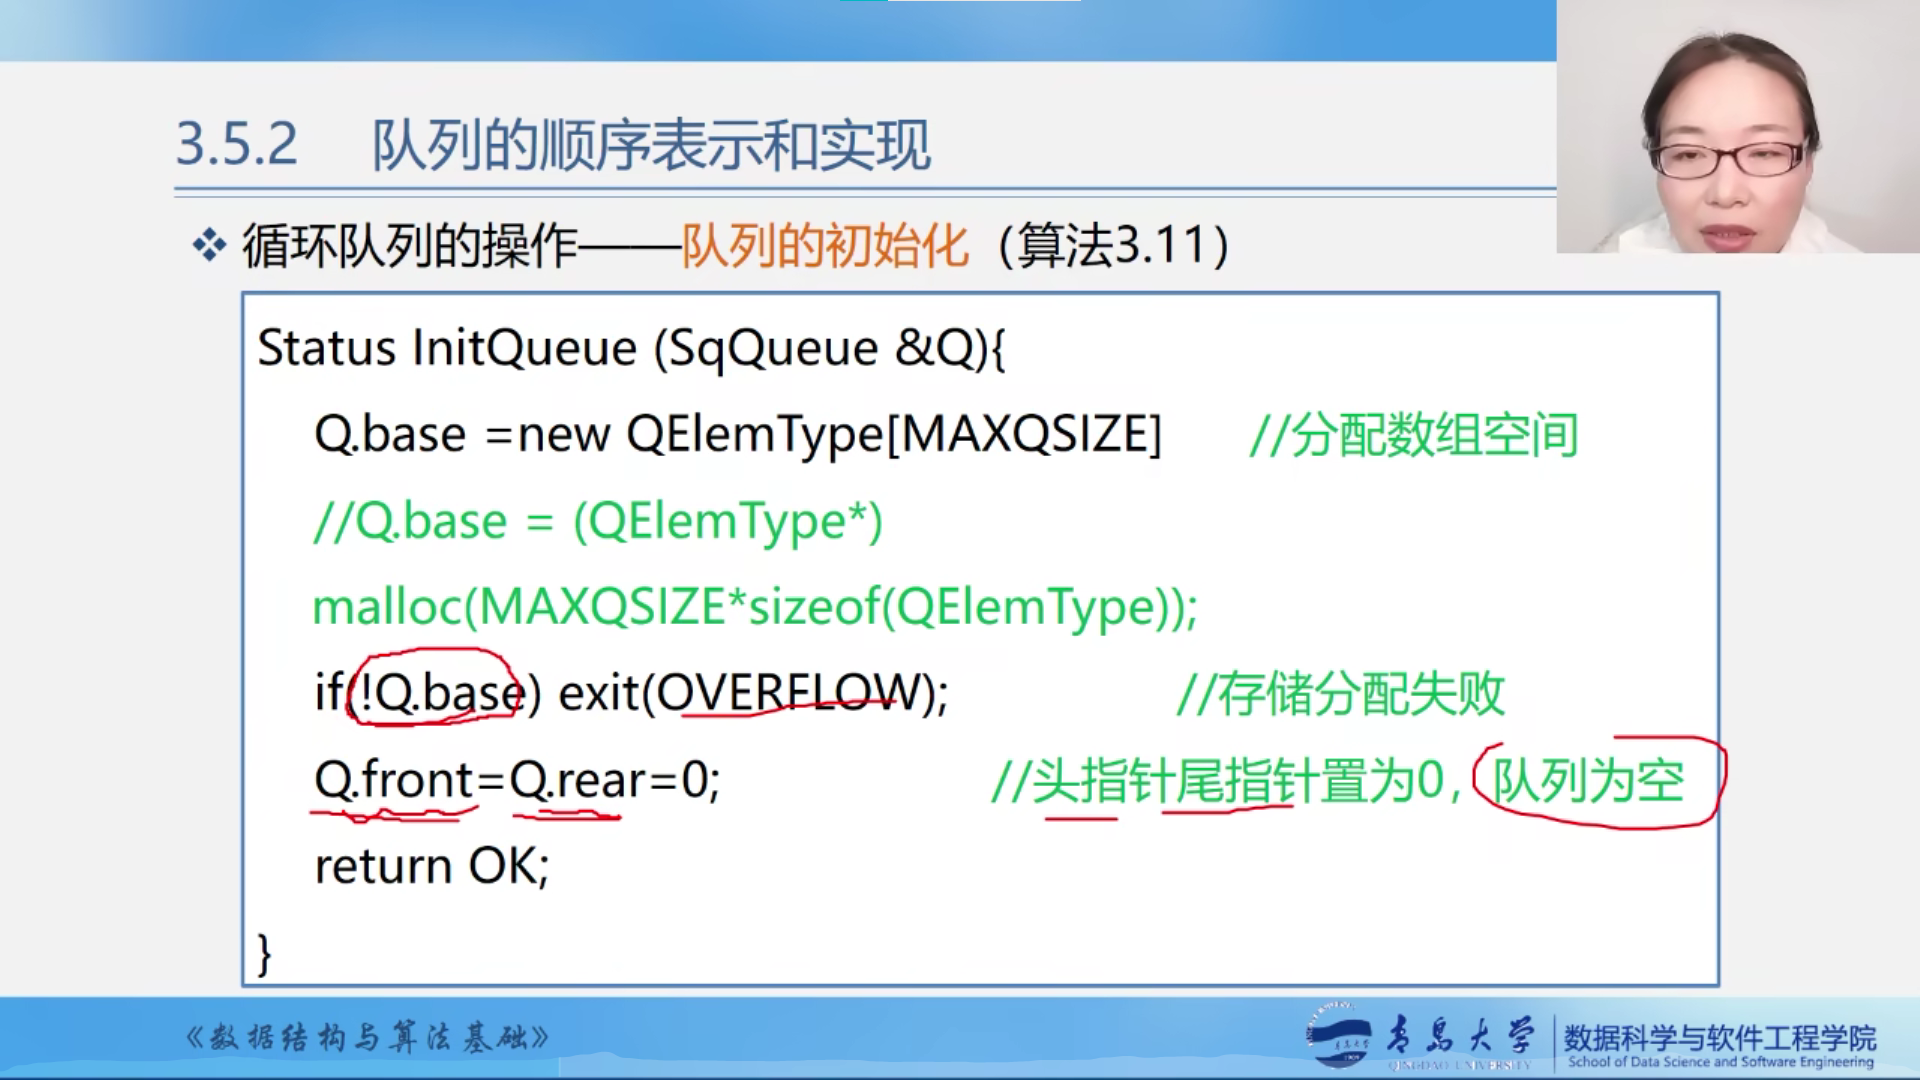 3.5.2 队列的顺序表示和实现
❖ 循环队列的操作——队列的初始化（算法3.11）
Status InitQueue (SqQueue &Q){
Q.base =new QElemType[MAXQSIZE] //分配数组空间
//Q.base = (QElemType*)
malloc(MAXQSIZE*sizeof(QElemType));
if(!Q.base) exit(OVERFLOW); //存储分配失败
Q.front=Q.rear=0; //头指针尾指针置为0，队列为空
return OK;
}
《数据结构与算法基础》
青岛大学
QINGDAO UNIVERSITY
数据科学与软件工程学院
School of Data Science and Software Engineering